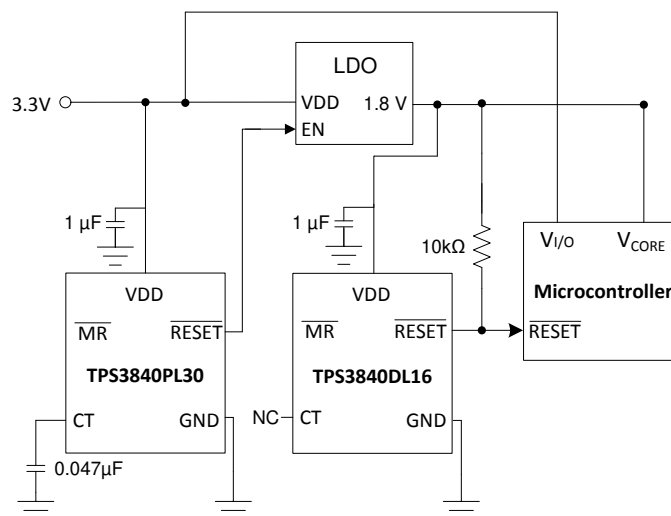 LDO
3.3V
VDD
1.8 V
EN
1 µF
1 µF
10kΩ
VI/O
VCORE
Microcontroller
RESET
VDD
MR
RESET
TPS3840PL30
CT
GND
0.047µF
VDD
MR
RESET
TPS3840DL16
NC
CT
GND